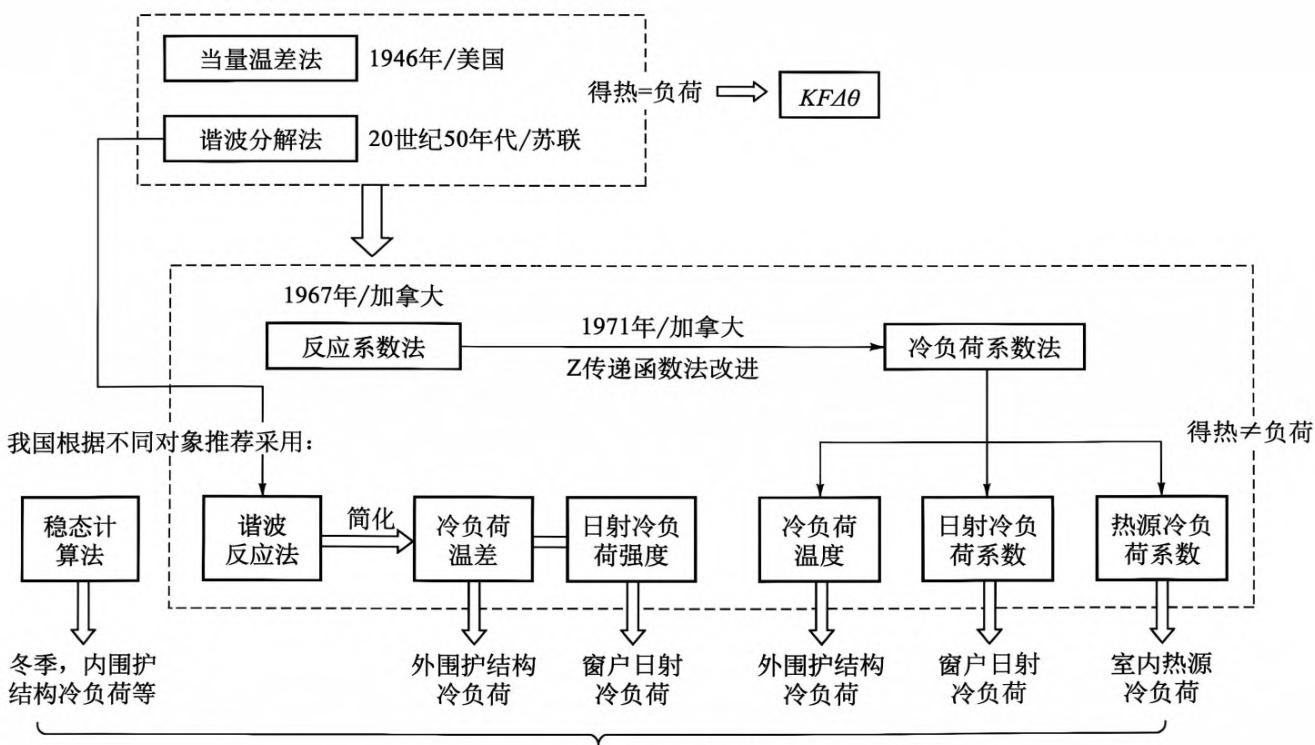 当量温差法
1946年/美国
得热=负荷
KFΔθ
谐波分解法
20世纪50年代/苏联
1967年/加拿大
反应系数法
1971年/加拿大
Z传递函数法改进
冷负荷系数法
我国根据不同对象推荐采用：
得热≠负荷
稳态计
算法
谐波
反应法
简化
冷负荷
温差
日射冷负
荷强度
冷负荷
温度
日射冷负
荷系数
热源冷负
荷系数
冬季，内围护
结构冷负荷等
外围护结构
冷负荷
窗户日射
冷负荷
外围护结构
冷负荷
窗户日射
冷负荷
室内热源
冷负荷